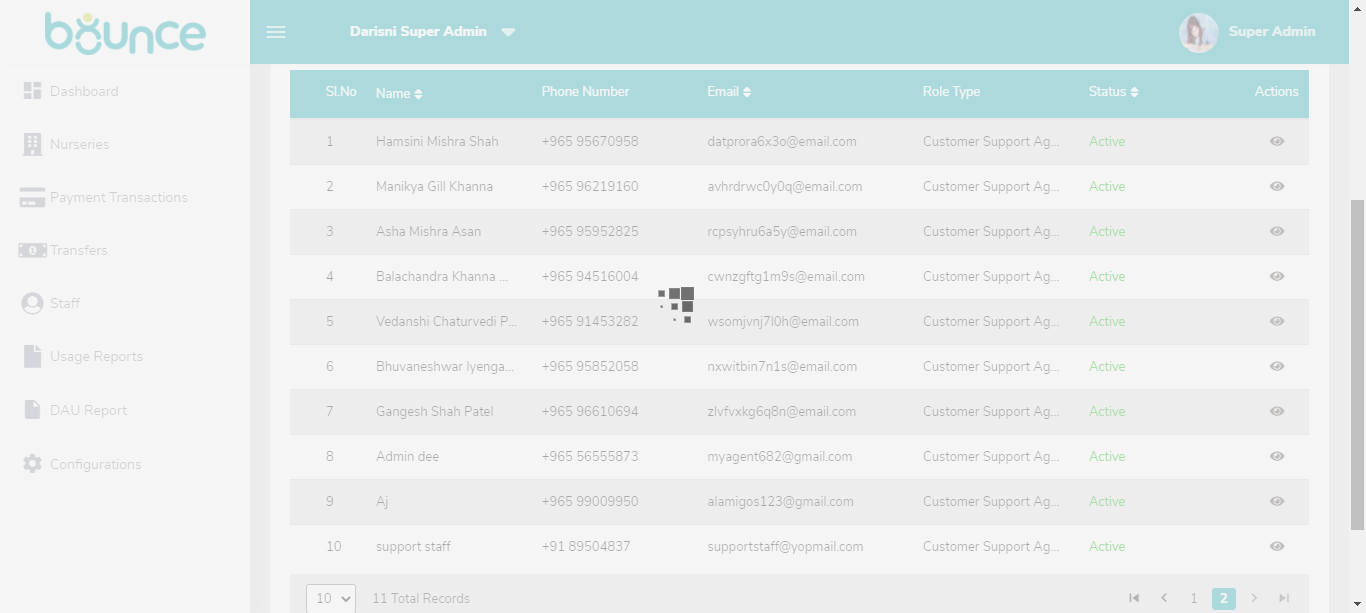 bounce
Darisni Super Admin
Super Admin
Dashboard
Nurseries
Payment Transactions
Transfers
Staff
Usage Reports
DAU Report
Configurations
Sl.No Name Phone Number Email Role Type Status Actions
1 Hamsini Mishra Shah +965 95670958 datprora6x3o@email.com Customer Support Ag... Active
2 Manikya Gill Khanna +965 96219160 avhrdrwc0y0q@email.com Customer Support Ag... Active
3 Asha Mishra Asan +965 95952825 rcpsyhru6a5y@email.com Customer Support Ag... Active
4 Balachandra Khanna ... +965 94516004 cwnzgftg1m9s@email.com Customer Support Ag... Active
5 Vedanshi Chaturvedi P... +965 91453282 wsomjvnj7l0h@email.com Customer Support Ag... Active
6 Bhuvaneshwar Iyenga... +965 95852058 nxwitbin7n1s@email.com Customer Support Ag... Active
7 Gangesh Shah Patel +965 96610694 zlvfvxkg6q8n@email.com Customer Support Ag... Active
8 Admin dee +965 56555873 myagent682@gmail.com Customer Support Ag... Active
9 Aj +965 99009950 alamigos123@gmail.com Customer Support Ag... Active
10 support staff +91 89504837 supportstaff@yopmail.com Customer Support Ag... Active
10 11 Total Records 1 2